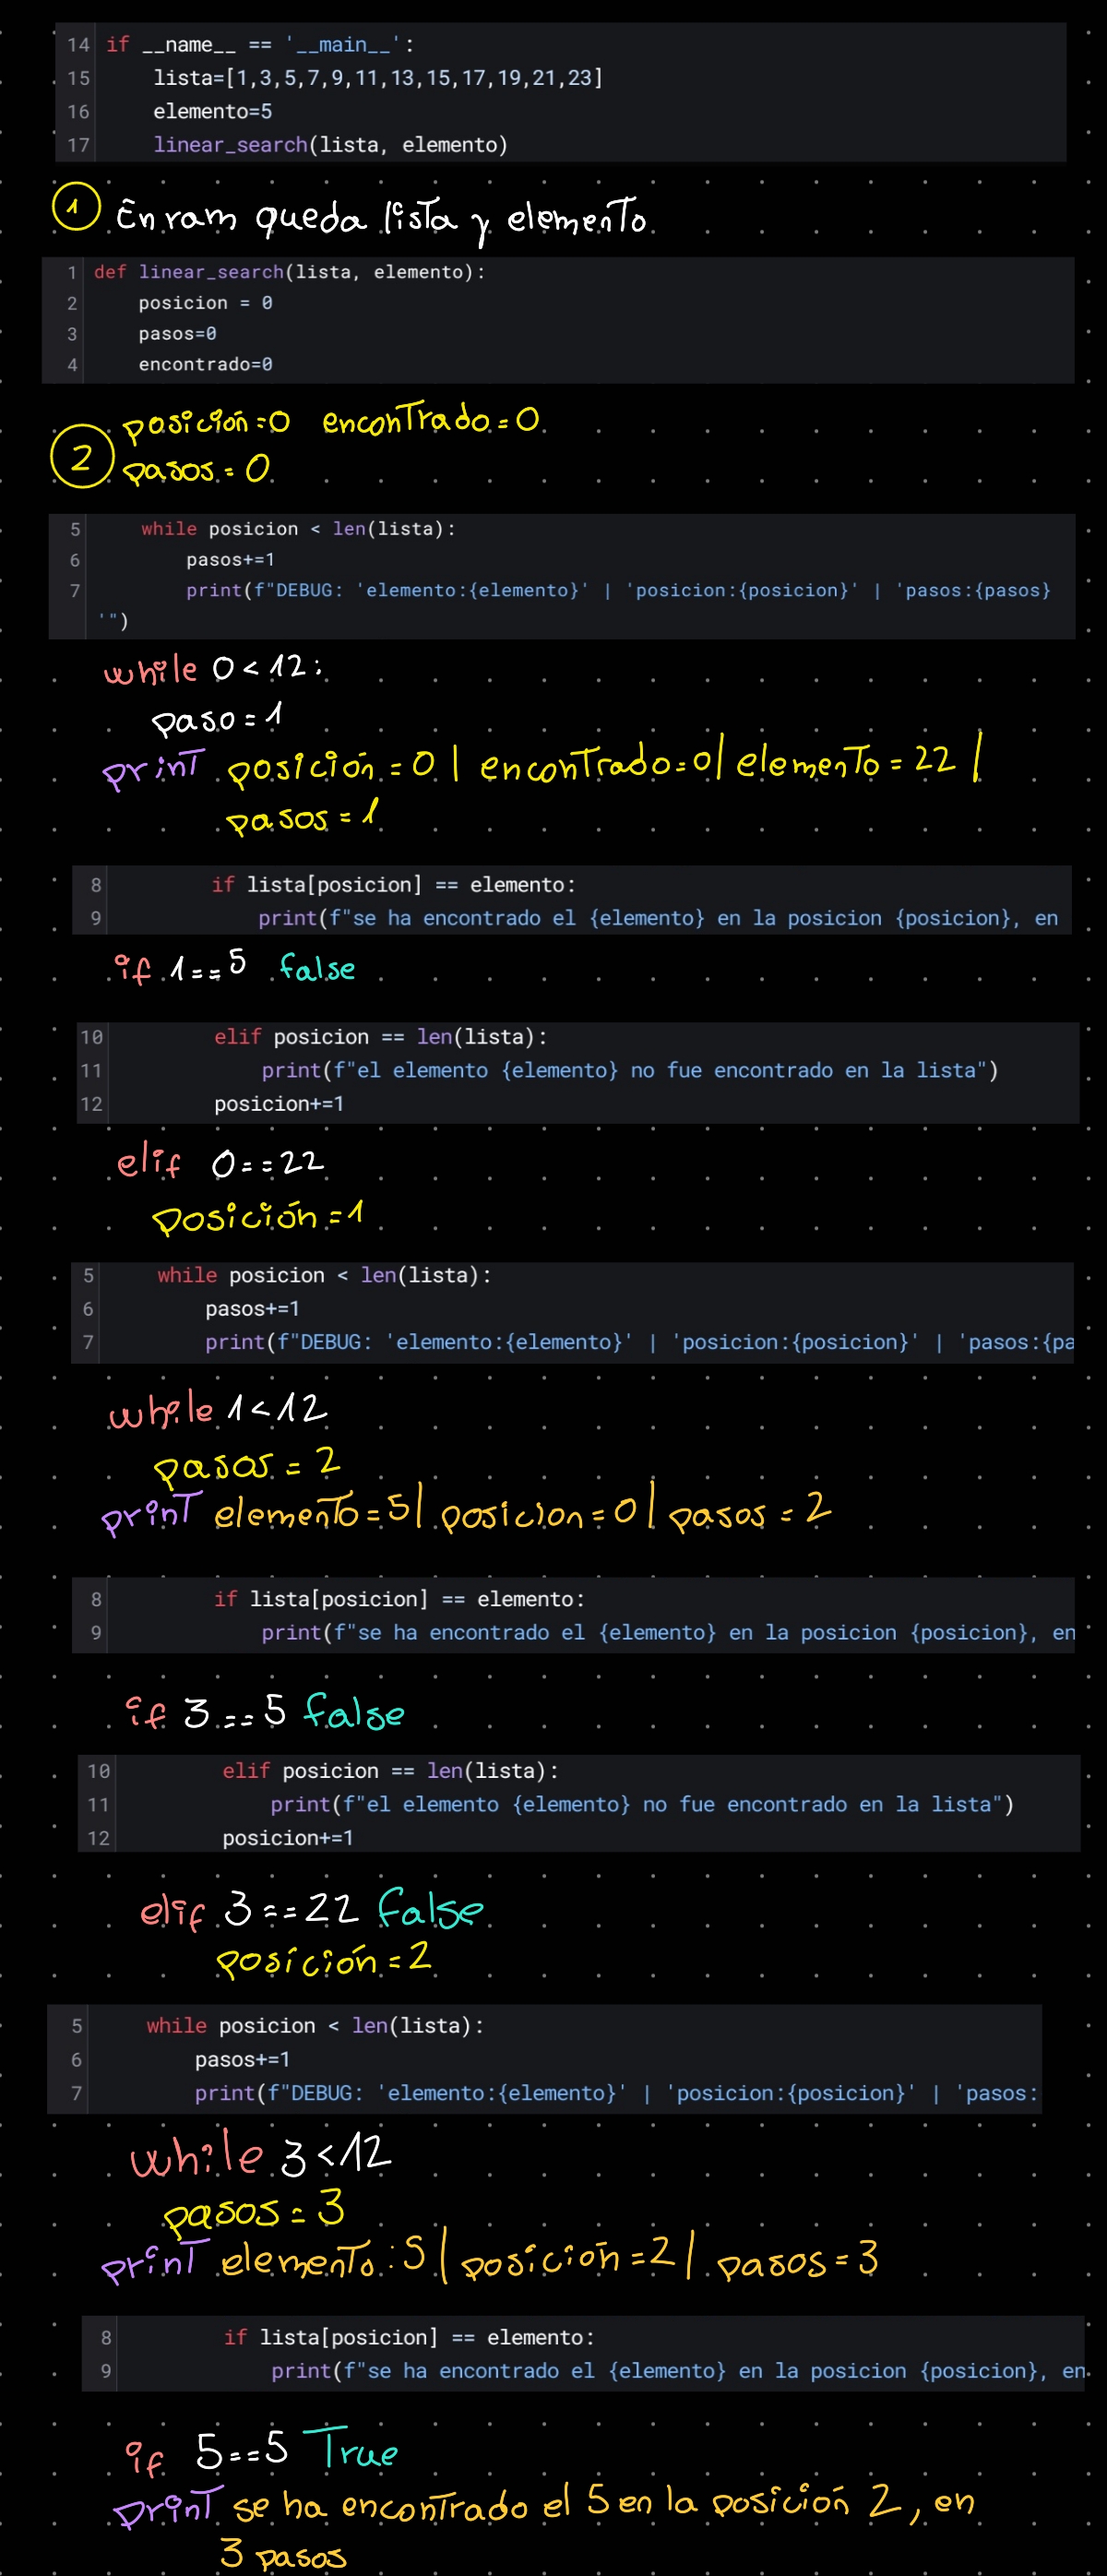 14 if __name__ == '__main__':
15 lista=[1,3,5,7,9,11,13,15,17,19,21,23]
16 elemento=5
17 linear_search(lista, elemento)
1 En ram queda lista y elemento
1 def linear_search(lista, elemento):
2 posicion = 0
3 pasos=0
4 encontrado=0
2 posición=0 encontrado=0
pasos=0
5 while posicion < len(lista):
6 pasos+=1
7 print(f"DEBUG: 'elemento:{elemento}' | 'posicion:{posicion}' | 'pasos:{pasos}
'")
while 0<12:
paso=1
print posición=0 | encontrado=0 | elemento=22 |
pasos=1
8 if lista[posicion] == elemento:
9 print(f"se ha encontrado el {elemento} en la posicion {posicion}, en
if 1==5 false
10 elif posicion == len(lista):
11 print(f"el elemento {elemento} no fue encontrado en la lista")
12 posicion+=1
elif 0==22
Posición=1
5 while posicion < len(lista):
6 pasos+=1
7 print(f"DEBUG: 'elemento:{elemento}' | 'posicion:{posicion}' | 'pasos:{pa
while 1<12
pasos=2
print elemento=5 | posicion=0 | pasos=2
8 if lista[posicion] == elemento:
9 print(f"se ha encontrado el {elemento} en la posicion {posicion}, en
if 3==5 false
10 elif posicion == len(lista):
11 print(f"el elemento {elemento} no fue encontrado en la lista")
12 posicion+=1
elif 3==22 false
posición=2
5 while posicion < len(lista):
6 pasos+=1
7 print(f"DEBUG: 'elemento:{elemento}' | 'posicion:{posicion}' | 'pasos:
while 3<12
pasos=3
print elemento:5 | posición=2 | pasos=3
8 if lista[posicion] == elemento:
9 print(f"se ha encontrado el {elemento} en la posicion {posicion}, en
if 5==5 True
print se ha encontrado el 5 en la posición 2, en
3 pasos